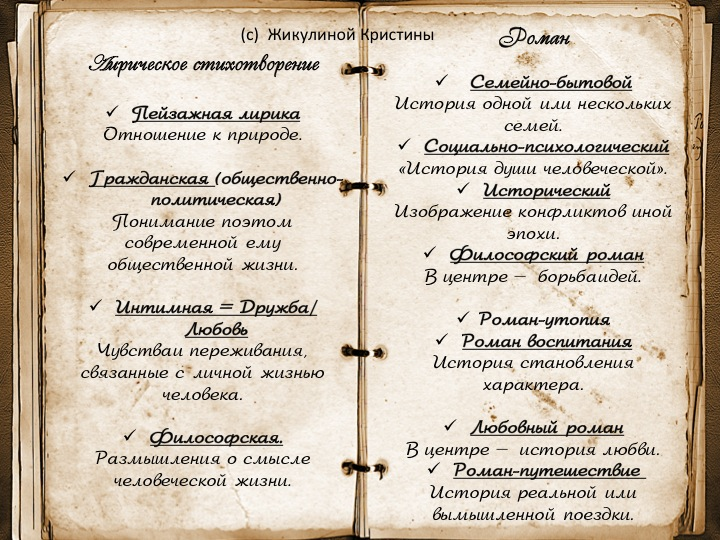 (с) Жикулиной Кристины
Лирическое стихотворение
✓ Пейзажная лирика
Отношение к природе.
✓ Гражданская (общественно-
политическая)
Понимание поэтом
современной ему
общественной жизни.
✓ Интимная = Дружба/
Любовь
Чувстваи переживания,
связанные с личной жизнью
человека.
✓ Философская.
Размышления о смысле
человеческой жизни.
Роман
✓ Семейно-бытовой
История одной или нескольких
семей.
✓ Социально-психологический
«История души человеческой».
✓ Исторический
Изображение конфликтов иной
эпохи.
✓ Философский роман
В центре – борьбаидей.
✓ Роман-утопия
✓ Роман воспитания
История становления
характера.
✓ Любовный роман
В центре – история любви.
✓ Роман-путешествие
История реальной или
вымышленной поездки.